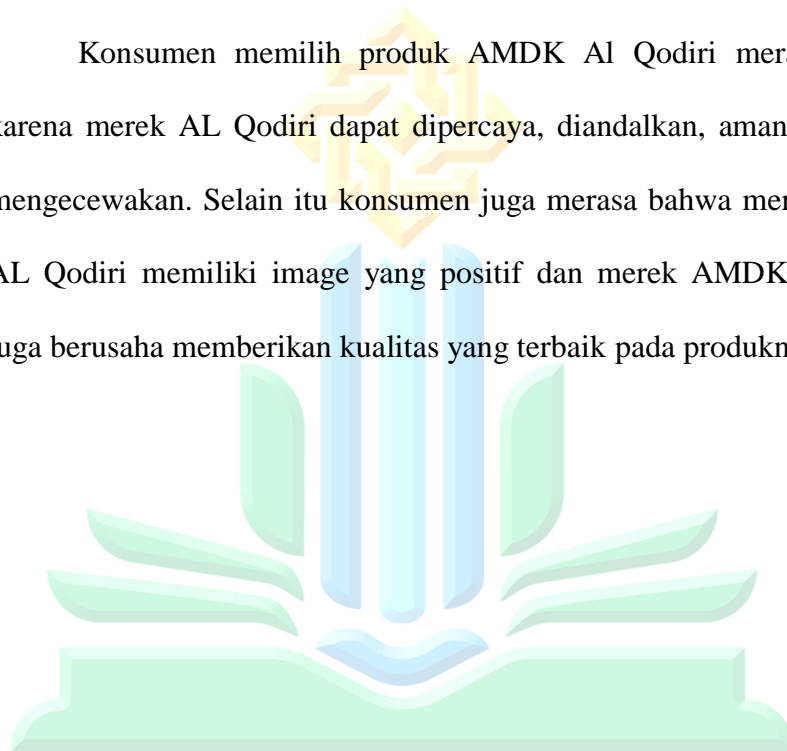 Konsumen memilih produk AMDK Al Qodiri mera
karena merek AL Qodiri dapat dipercaya, diandalkan, aman
mengecewakan. Selain itu konsumen juga merasa bahwa mer
AL Qodiri memiliki image yang positif dan merek AMDK
juga berusaha memberikan kualitas yang terbaik pada produkn